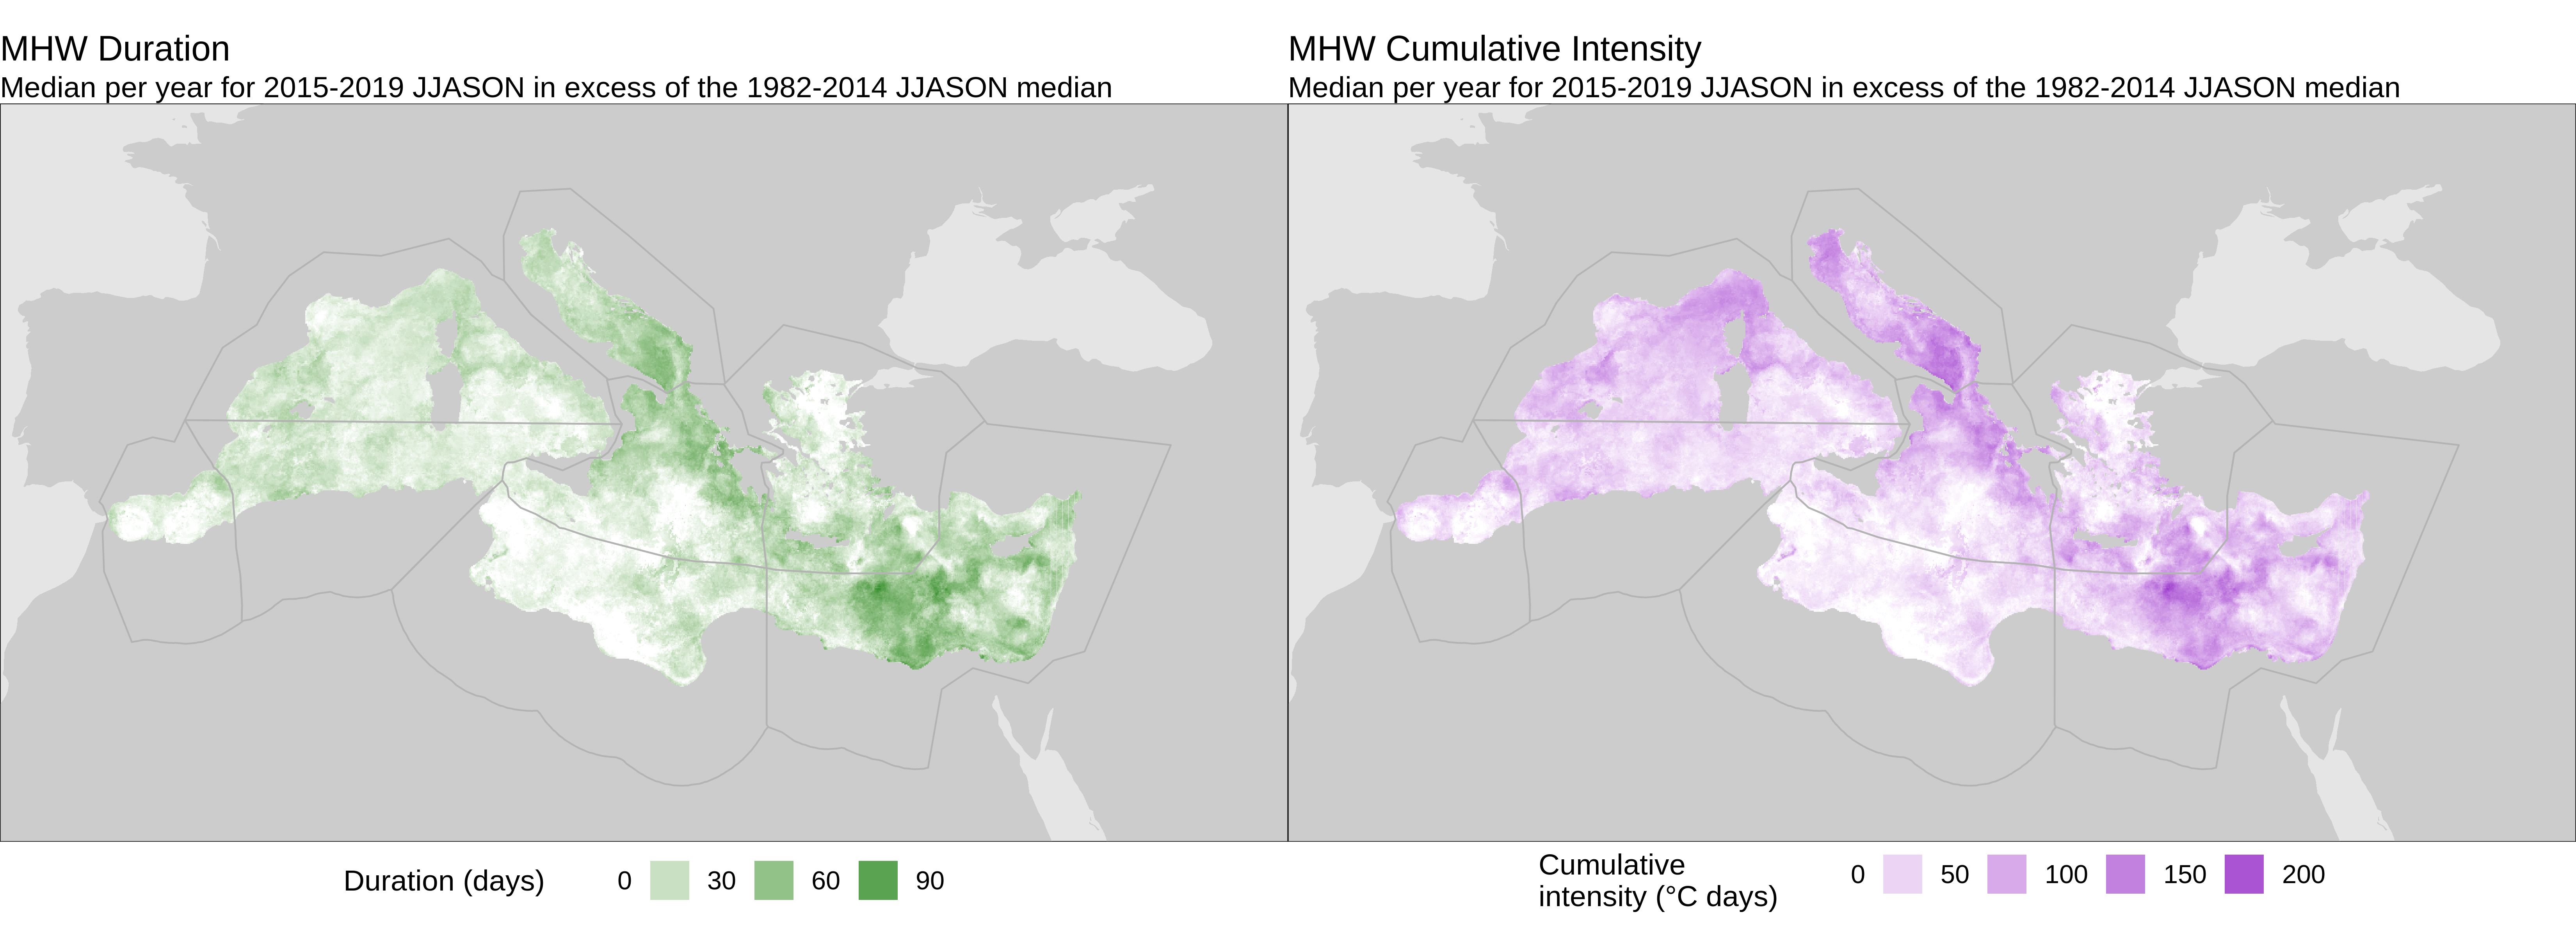 MHW Duration
Median per year for 2015-2019 JJASON in excess of the 1982-2014 JJASON median
MHW Cumulative Intensity
Median per year for 2015-2019 JJASON in excess of the 1982-2014 JJASON median
Duration (days) 0 30 60 90
Cumulative
intensity (°C days) 0 50 100 150 200